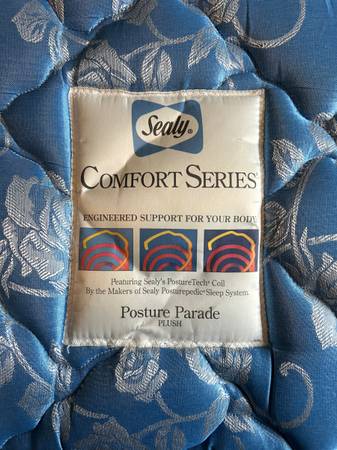 Sealy®
COMFORT SERIES®
ENGINEERED SUPPORT FOR YOUR BODY
Featuring Sealy's PostureTech® Coil
By the Makers of Sealy Posturepedic® Sleep System
Posture Parade
PLUSH